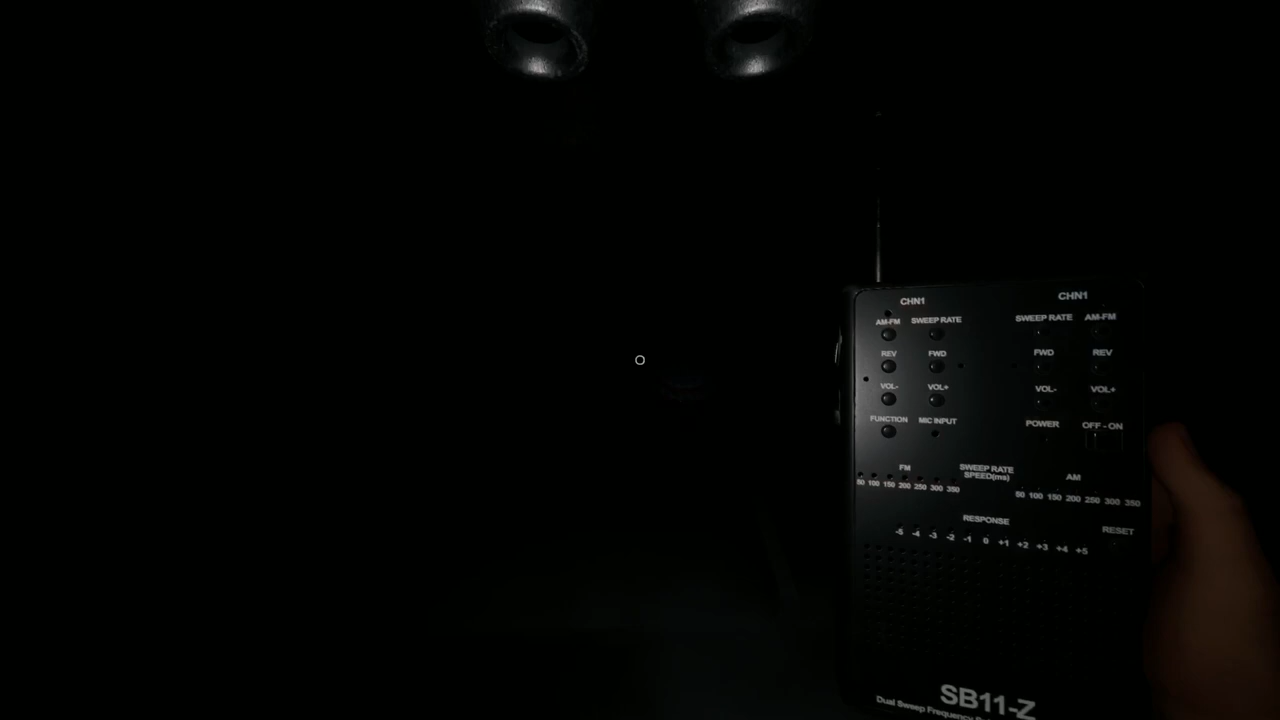 CHN1 CHN1
AM-FM SWEEP RATE SWEEP RATE AM-FM
REV FWD FWD REV
VOL- VOL+ VOL- VOL+
FUNCTION MIC INPUT POWER OFF - ON
FM SWEEP RATE AM
SPEED(ms)
50 100 150 200 250 300 350 50 100 150 200 250 300 350
RESPONSE RESET
-5 -4 -3 -2 -1 0 +1 +2 +3 +4 +5
SB11-Z
Dual Sweep Frequency